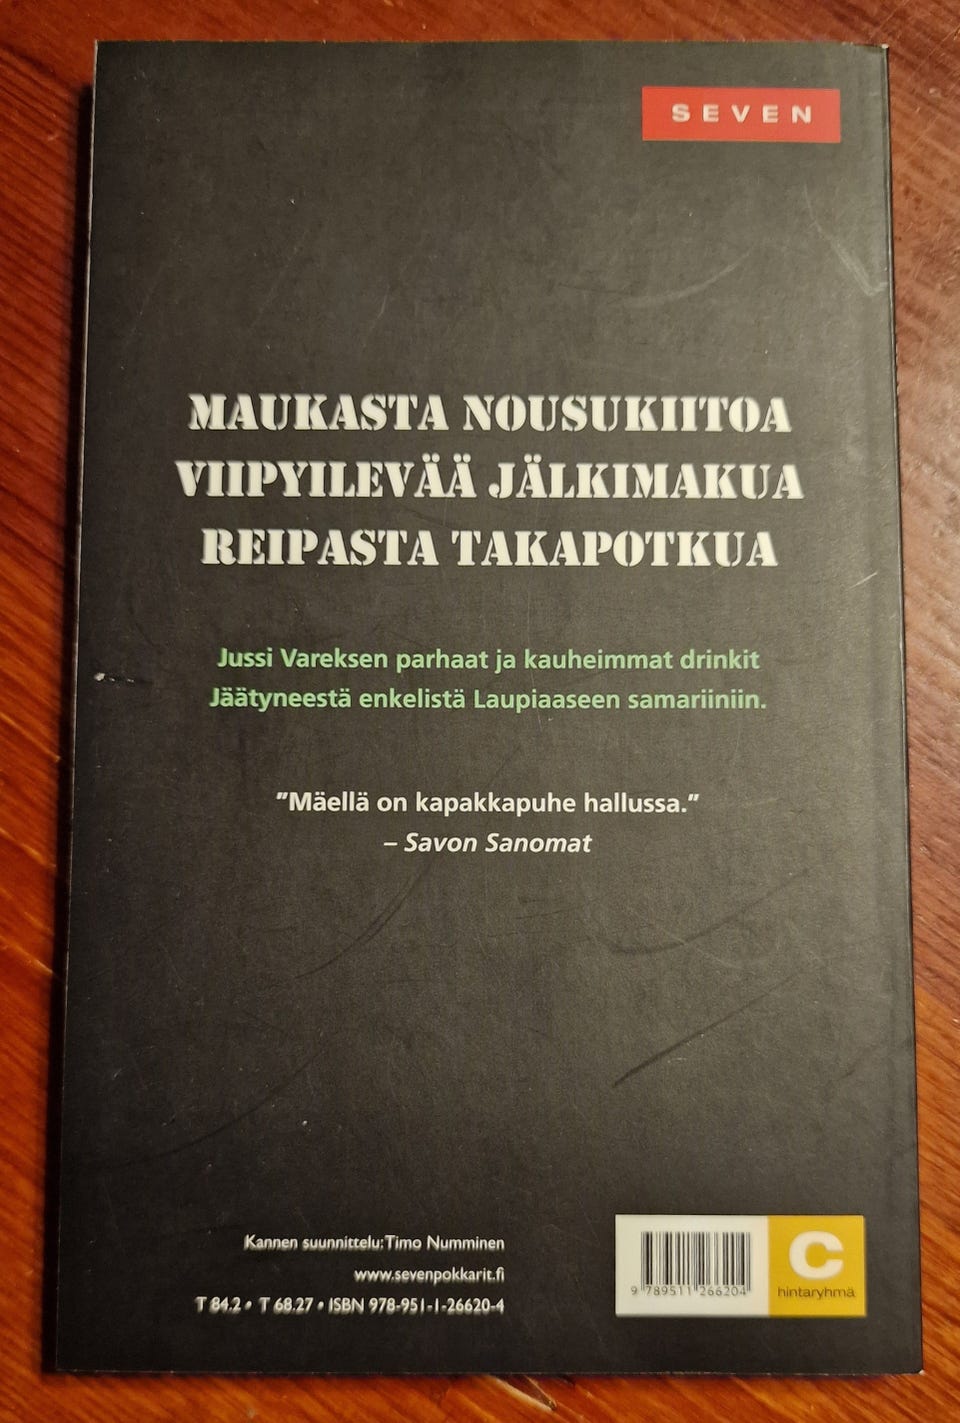 SEVEN
MAUKASTA NOUSUKIITOA
VIIPYILEVÄÄ JÄLKIMAKUA
REIPASTA TAKAPOTKUA
Jussi Vareksen parhaat ja kauheimmat drinkit
Jäätyneestä enkelistä Laupiaaseen samariiniin.
”Mäellä on kapakkapuhe hallussa.”
– Savon Sanomat
Kannen suunnittelu: Timo Numminen
www.sevenpokkarit.fi
T 84.2 • T 68.27 • ISBN 978-951-1-26620-4
9 789511 266204
C
hintaryhmä